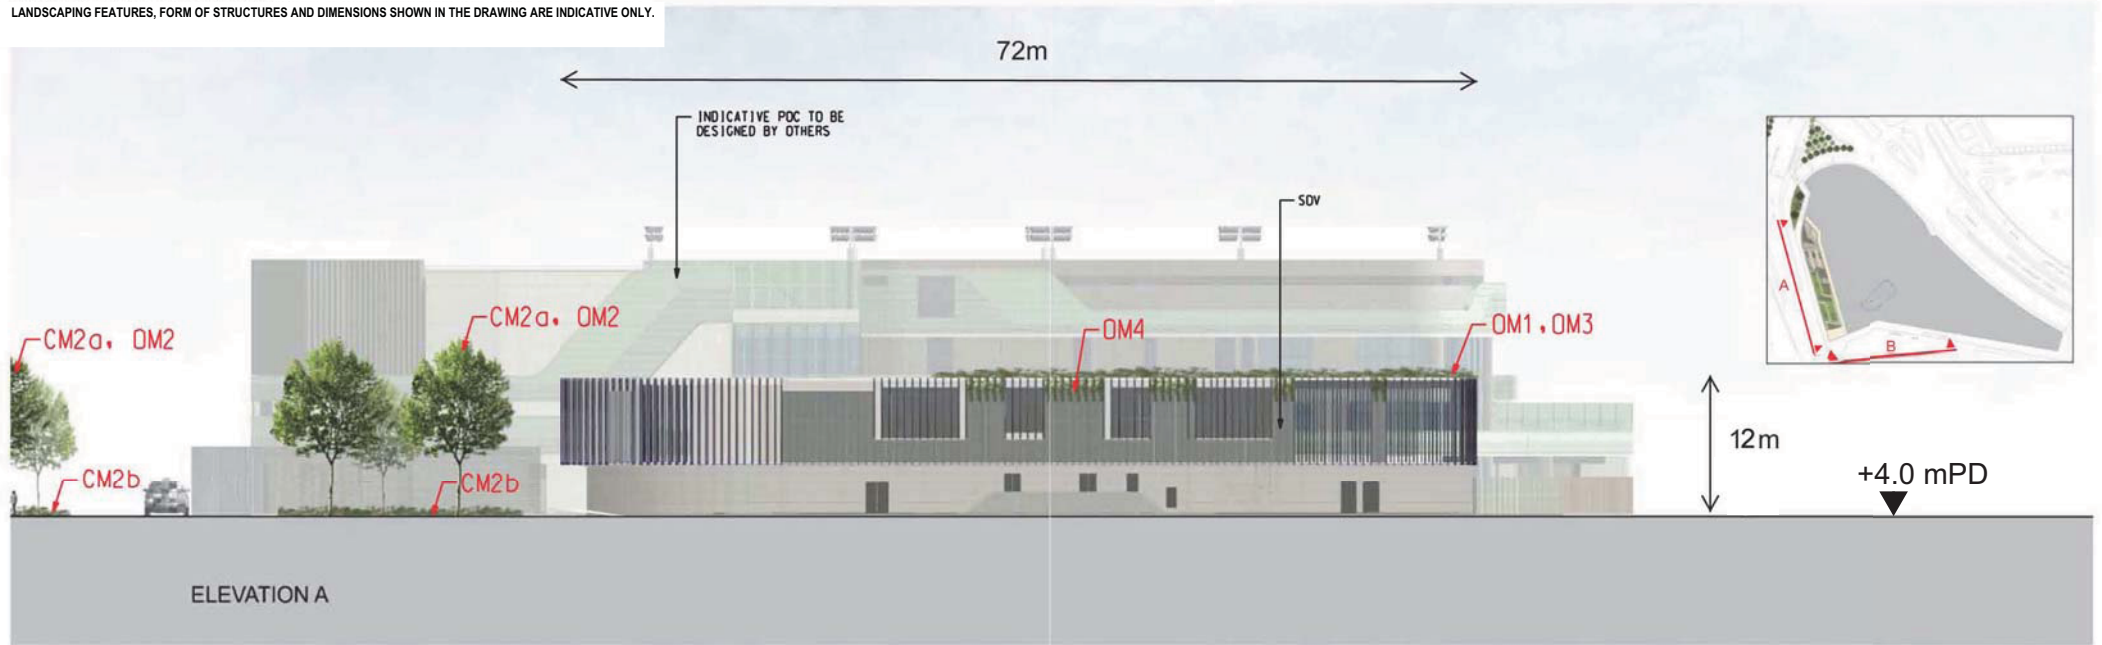 LANDSCAPING FEATURES, FORM OF STRUCTURES AND DIMENSIONS SHOWN IN THE DRAWING ARE INDICATIVE ONLY.
72m
INDICATIVE PDC TO BE
DESIGNED BY OTHERS
SOV
CM2a, OM2
CM2a, OM2
OM4
OM1, OM3
A
B
CM2b
CM2b
12m
+4.0 mPD
ELEVATION A